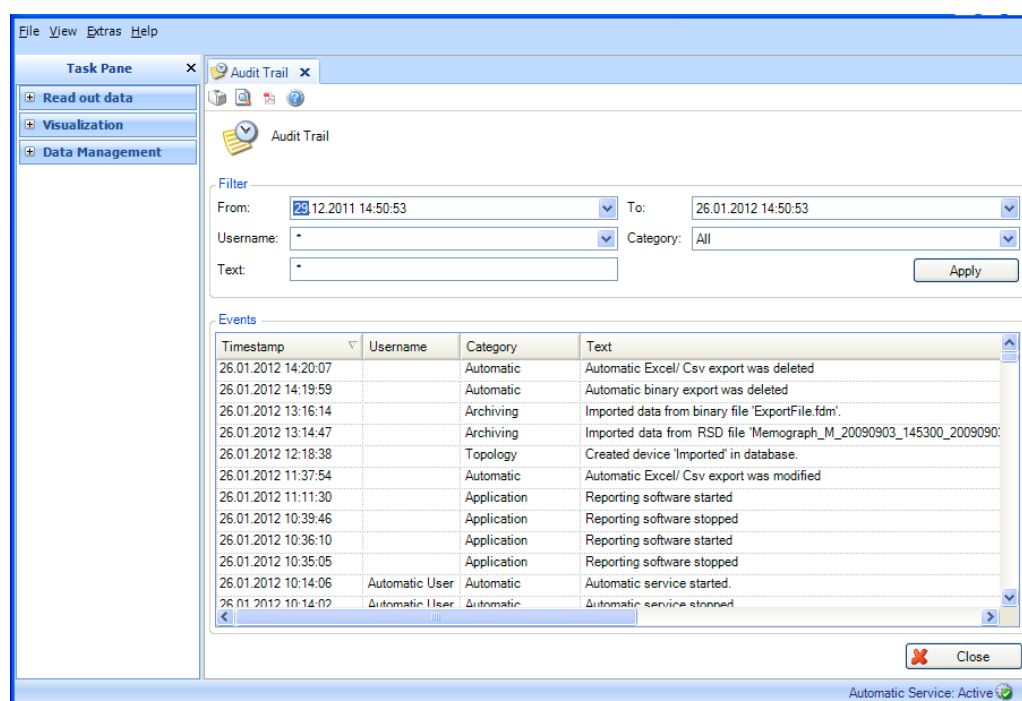 File View Extras Help
Task Pane
Read out data
Visualization
Data Management
Audit Trail
Audit Trail
Filter
From: 29.12.2011 14:50:53 To: 26.01.2012 14:50:53
Username: * Category: All
Text: * Apply
Events
Timestamp Username Category Text
26.01.2012 14:20:07 Automatic Automatic Excel/ Csv export was deleted
26.01.2012 14:19:59 Automatic Automatic binary export was deleted
26.01.2012 13:16:14 Archiving Imported data from binary file 'ExportFile.fdm'.
26.01.2012 13:14:47 Archiving Imported data from RSD file 'Memograph_M_20090903_145300_2009090
26.01.2012 12:18:38 Topology Created device 'Imported' in database.
26.01.2012 11:37:54 Automatic Automatic Excel/ Csv export was modified
26.01.2012 11:11:30 Application Reporting software started
26.01.2012 10:39:46 Application Reporting software stopped
26.01.2012 10:36:10 Application Reporting software started
26.01.2012 10:35:05 Application Reporting software stopped
26.01.2012 10:14:06 Automatic User Automatic Automatic service started.
26.01.2012 10:14:02 Automatic User Automatic Automatic service stopped
Close
Automatic Service: Active